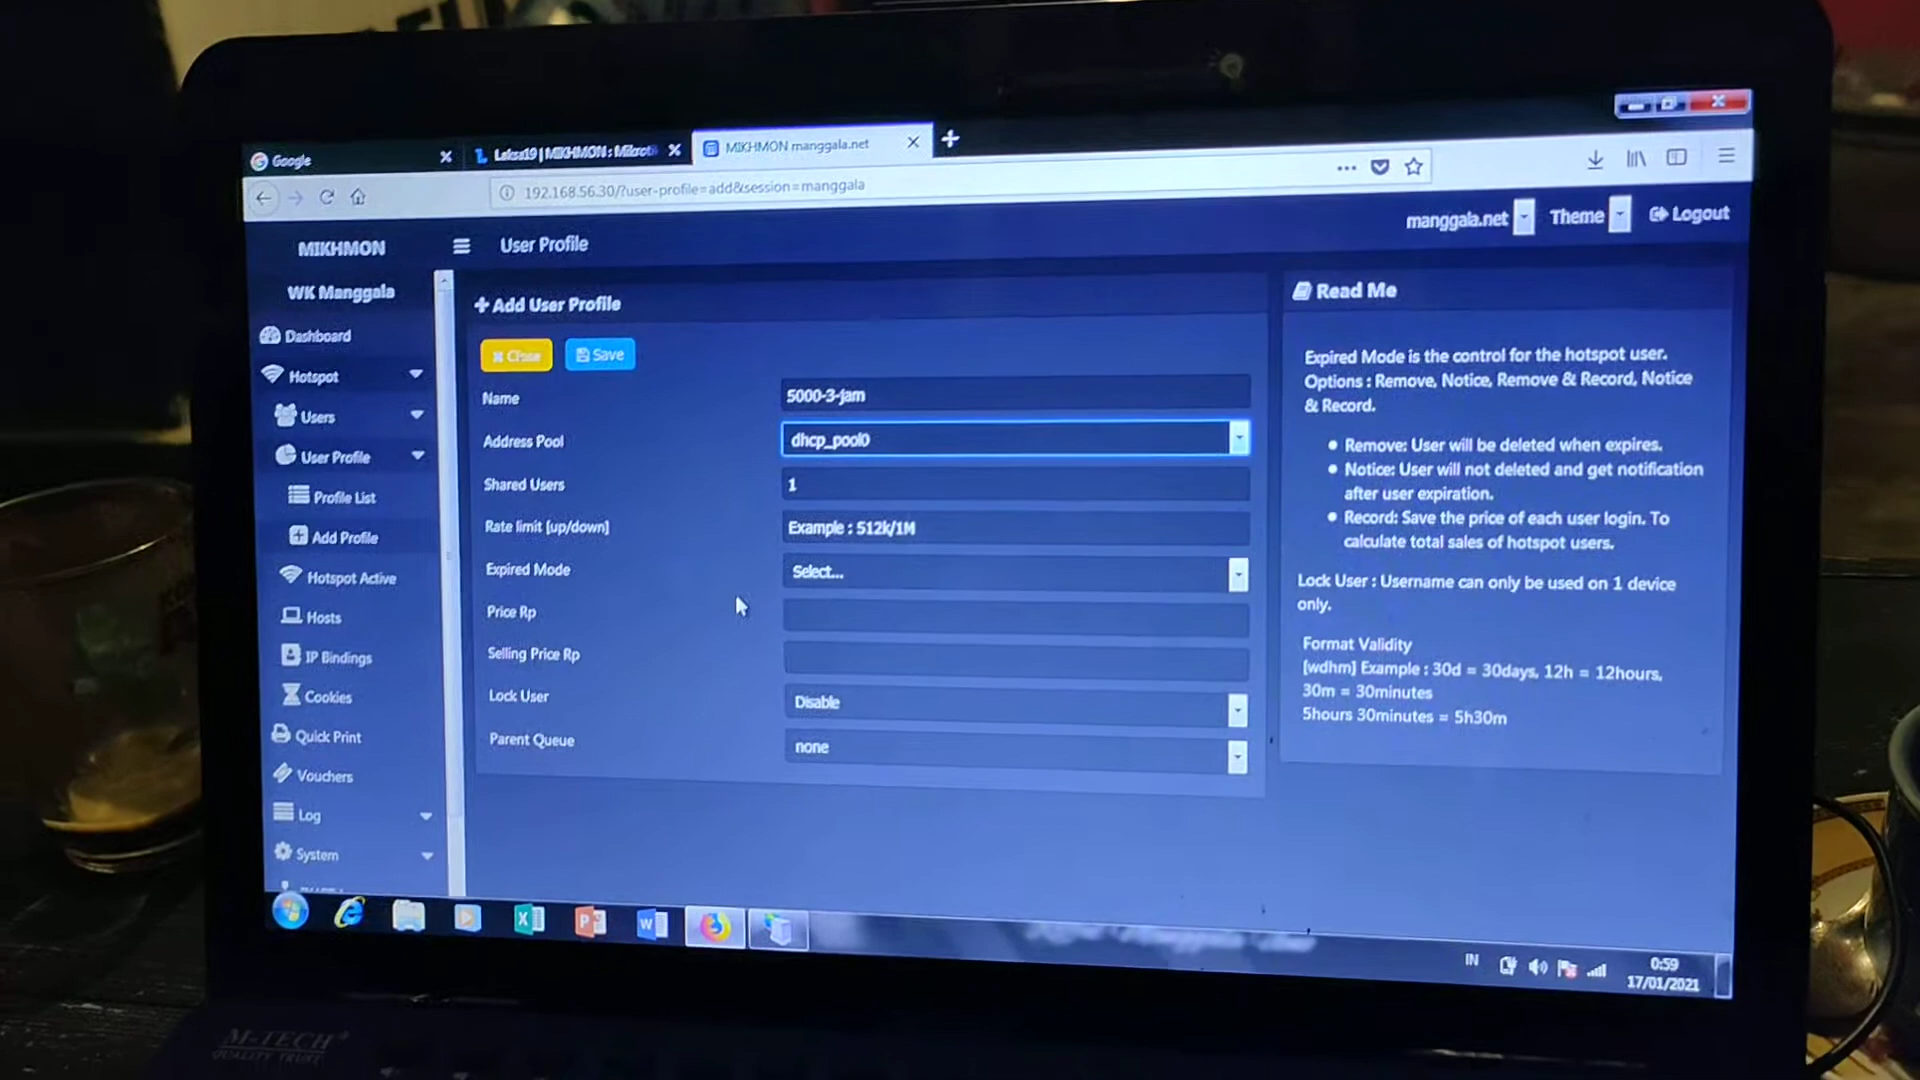 Google
Laksa19 | MIKHMON : Mikroti
MIKHMON manggala.net
192.168.56.30/?user-profile=add&session=manggala
MIKHMON
User Profile
manggala.net
Theme
Logout
WK Manggala
Dashboard
Hotspot
Users
User Profile
Profile List
Add Profile
Hotspot Active
Hosts
IP Bindings
Cookies
Quick Print
Vouchers
Log
System
Add User Profile
Close
Save
Name
5000-3-jam
Address Pool
dhcp_pool0
Shared Users
1
Rate limit [up/down]
Example : 512k/1M
Expired Mode
Select...
Price Rp
Selling Price Rp
Lock User
Disable
Parent Queue
none
Read Me
Expired Mode is the control for the hotspot user.
Options : Remove, Notice, Remove & Record, Notice
& Record.
Remove: User will be deleted when expires.
Notice: User will not deleted and get notification
after user expiration.
Record: Save the price of each user login. To
calculate total sales of hotspot users.
Lock User : Username can only be used on 1 device
only.
Format Validity
[wdhm] Example : 30d = 30days, 12h = 12hours,
30m = 30minutes
5hours 30minutes = 5h30m
IN
0:59
17/01/2021
M-TECH
QUALITY TRUST